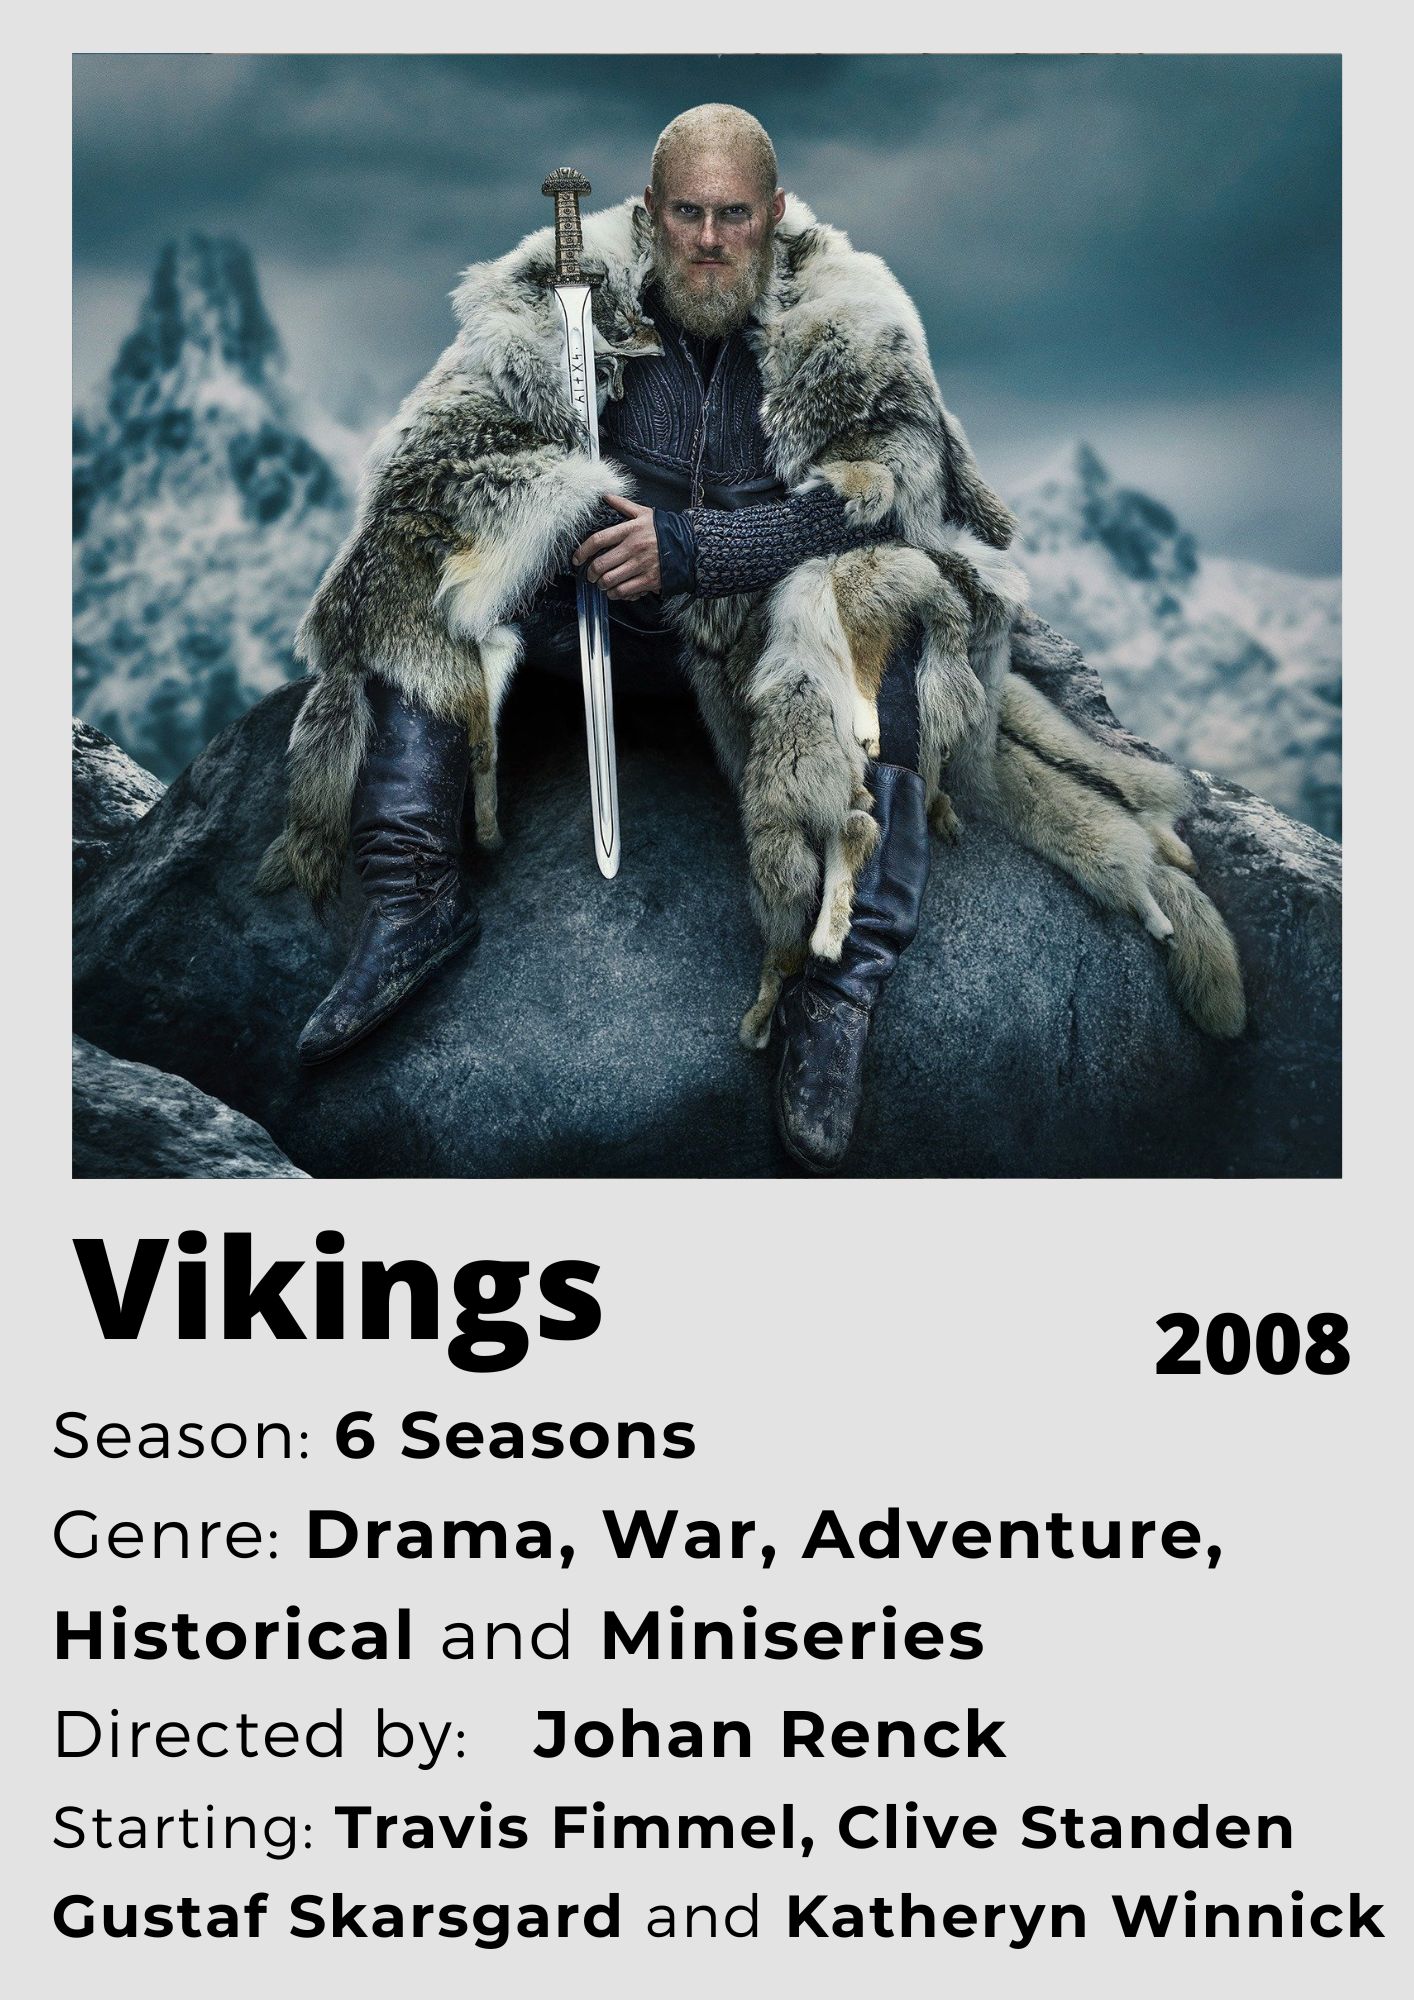 Vikings
2008
Season: 6 Seasons
Genre: Drama, War, Adventure,
Historical and Miniseries
Directed by: Johan Renck
Starting: Travis Fimmel, Clive Standen
Gustaf Skarsgard and Katheryn Winnick